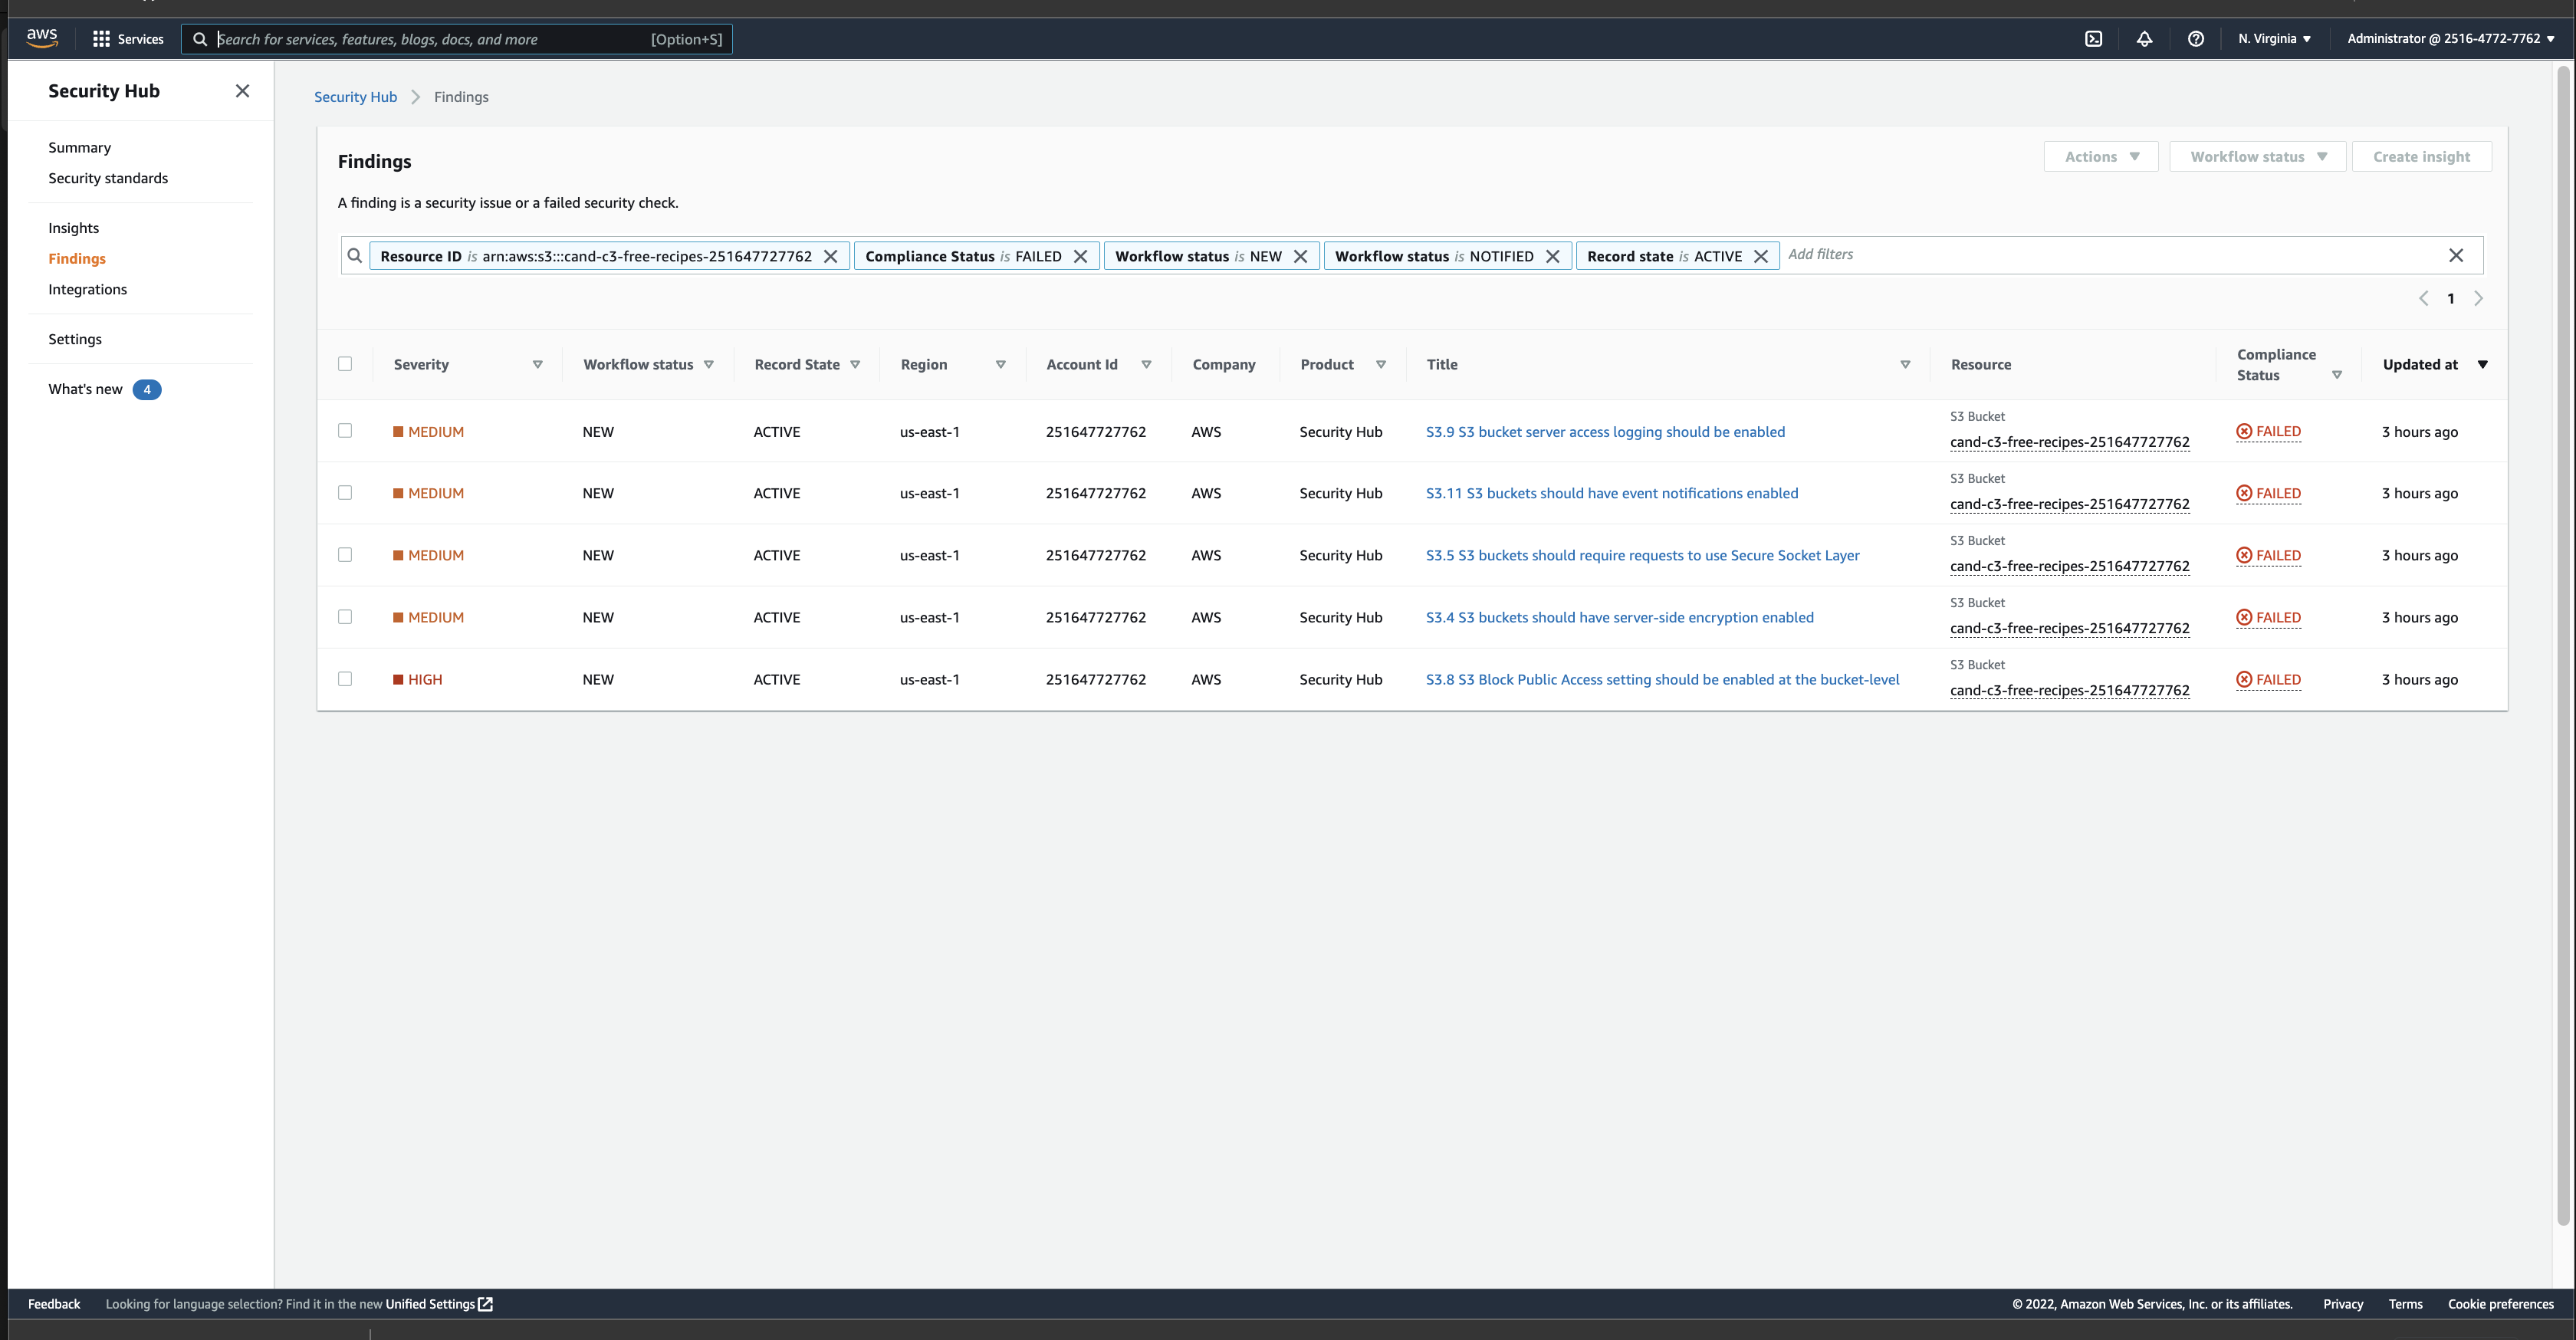 aws
Services
Search for services, features, blogs, docs, and more
[Option+S]
N. Virginia
Administrator @ 2516-4772-7762
Security Hub
Summary
Security standards
Insights
Findings
Integrations
Settings
What's new 4
Security Hub Findings
Findings
Actions
Workflow status
Create insight
A finding is a security issue or a failed security check.
Resource ID is arn:aws:s3:::cand-c3-free-recipes-251647727762 Compliance Status is FAILED Workflow status is NEW Workflow status is NOTIFIED Record state is ACTIVE Add filters
1
Severity Workflow status Record State Region Account Id Company Product Title Resource Compliance Status Updated at
MEDIUM NEW ACTIVE us-east-1 251647727762 AWS Security Hub S3.9 S3 bucket server access logging should be enabled S3 Bucket cand-c3-free-recipes-251647727762 FAILED 3 hours ago
MEDIUM NEW ACTIVE us-east-1 251647727762 AWS Security Hub S3.11 S3 buckets should have event notifications enabled S3 Bucket cand-c3-free-recipes-251647727762 FAILED 3 hours ago
MEDIUM NEW ACTIVE us-east-1 251647727762 AWS Security Hub S3.5 S3 buckets should require requests to use Secure Socket Layer S3 Bucket cand-c3-free-recipes-251647727762 FAILED 3 hours ago
MEDIUM NEW ACTIVE us-east-1 251647727762 AWS Security Hub S3.4 S3 buckets should have server-side encryption enabled S3 Bucket cand-c3-free-recipes-251647727762 FAILED 3 hours ago
HIGH NEW ACTIVE us-east-1 251647727762 AWS Security Hub S3.8 S3 Block Public Access setting should be enabled at the bucket-level S3 Bucket cand-c3-free-recipes-251647727762 FAILED 3 hours ago
Feedback Looking for language selection? Find it in the new Unified Settings
© 2022, Amazon Web Services, Inc. or its affiliates. Privacy Terms Cookie preferences